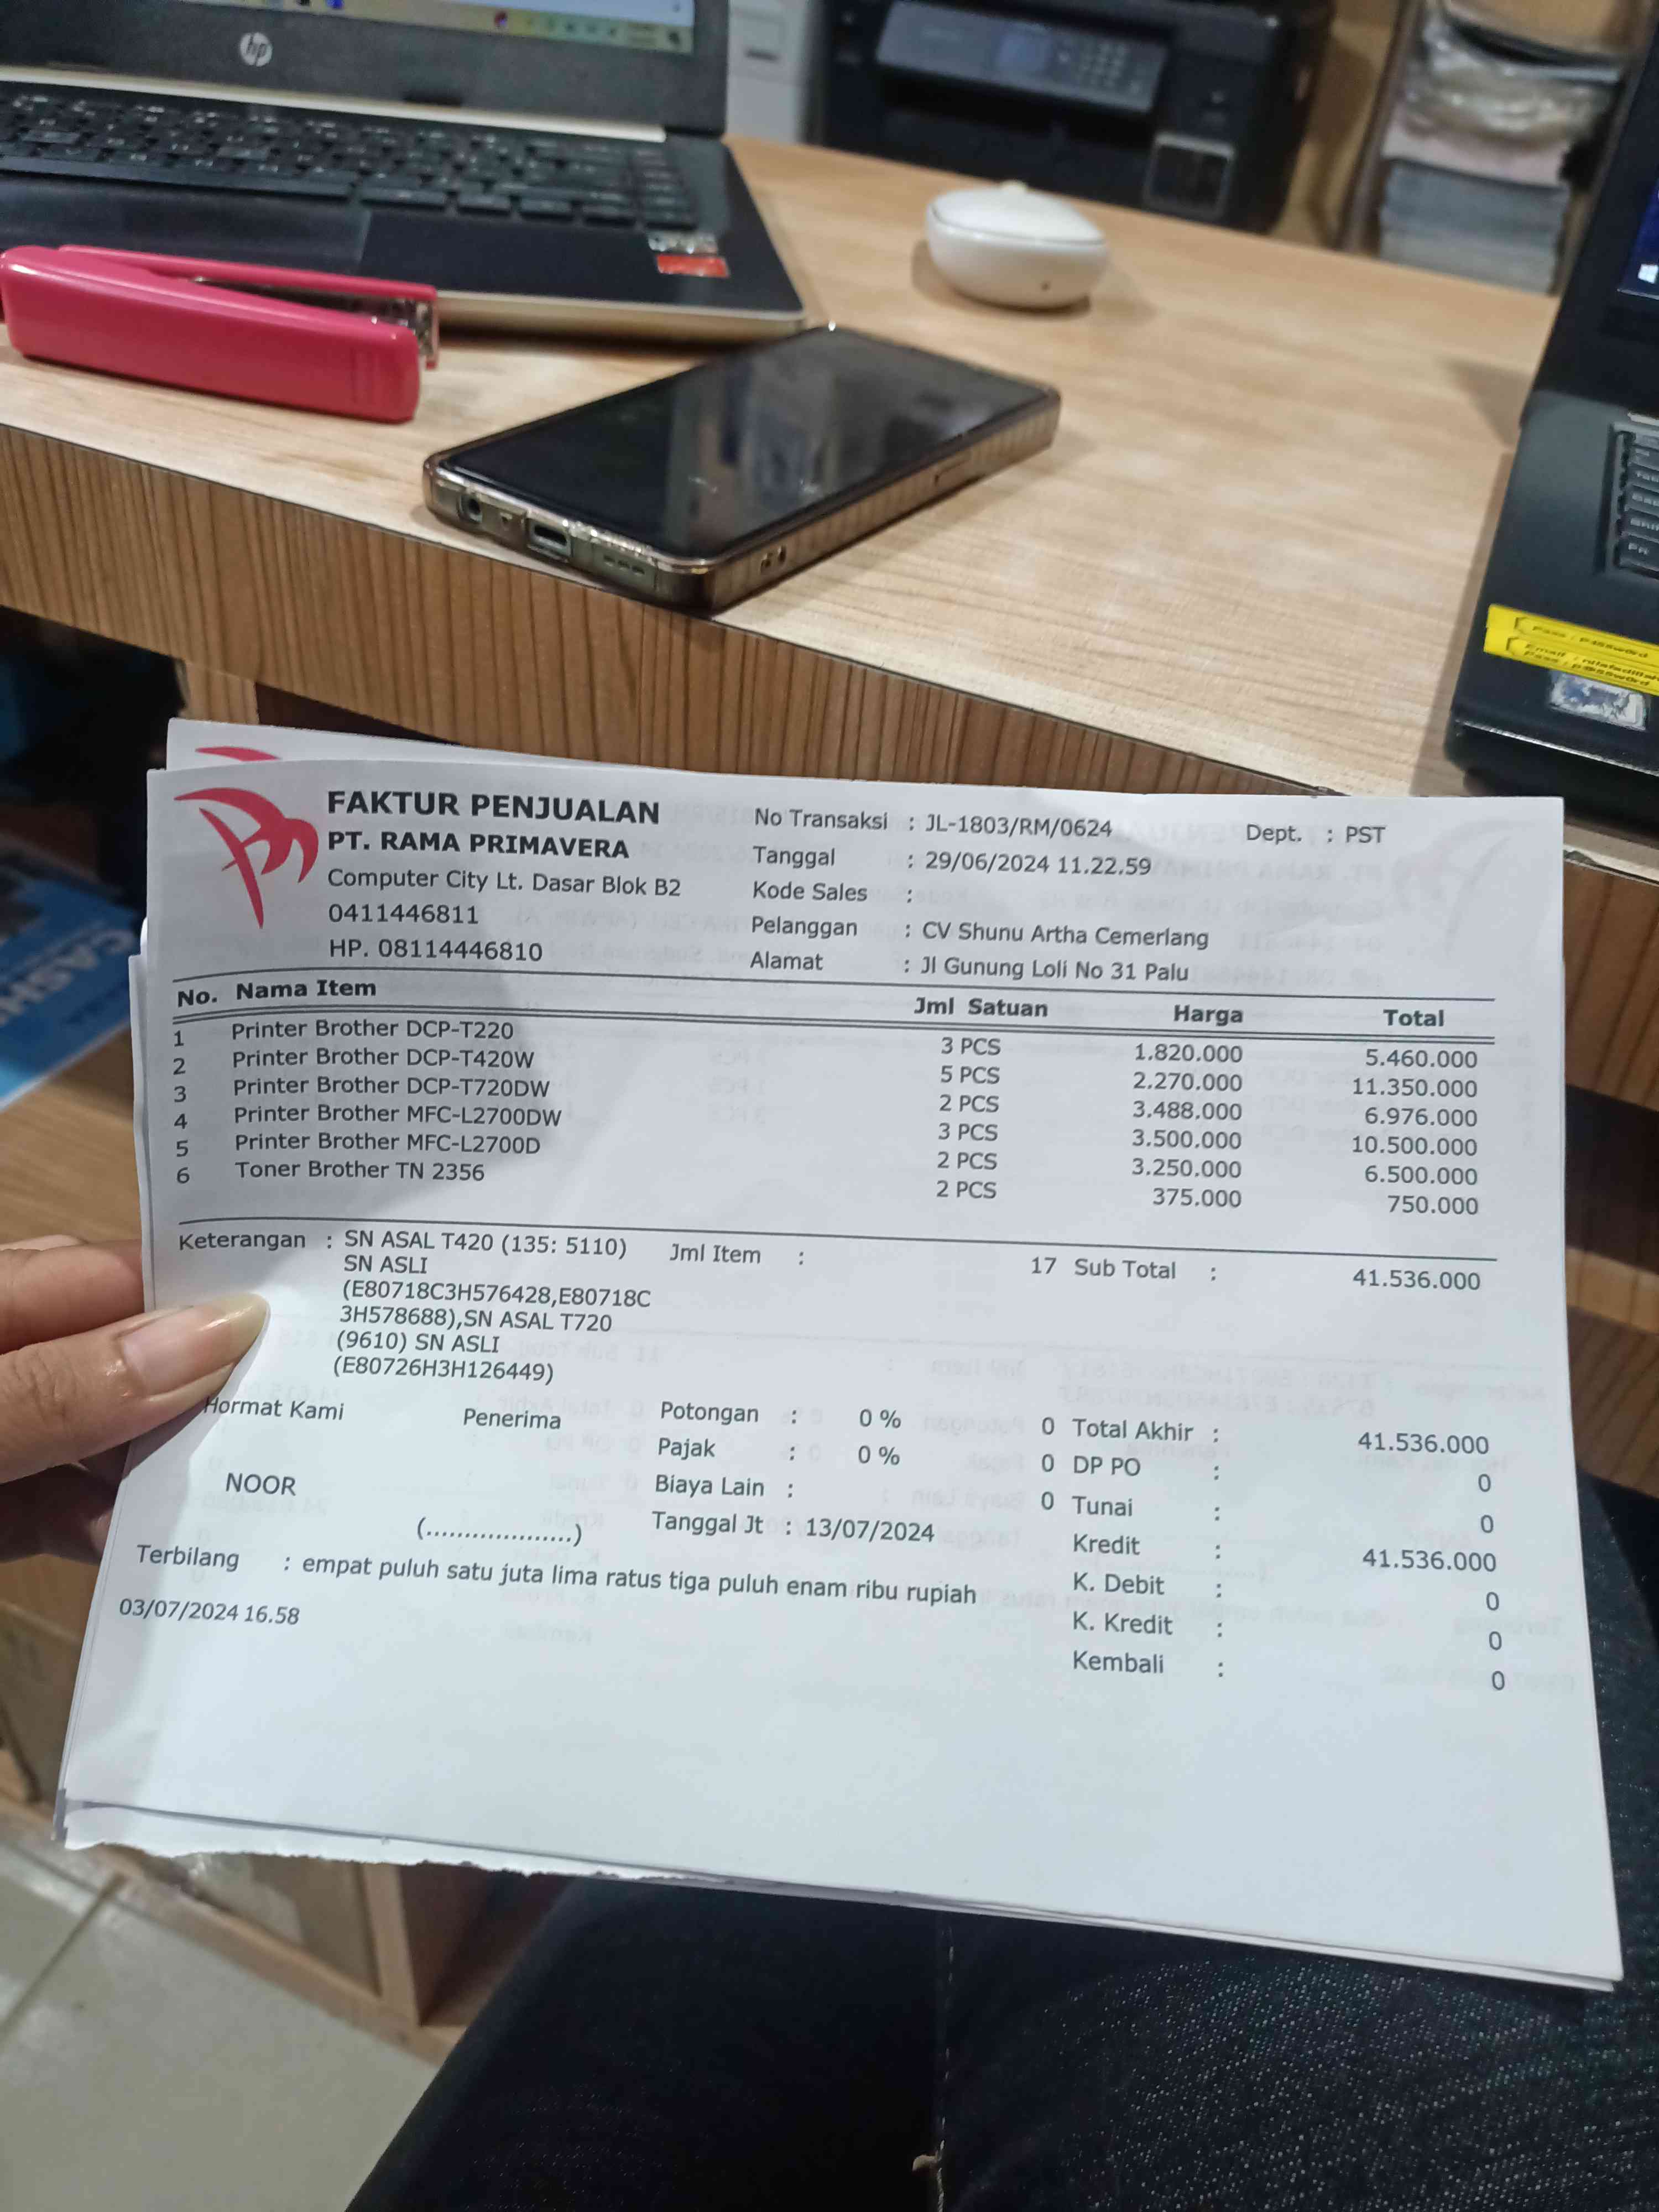 hp
Pass : p4SSw0rd
FAKTUR PENJUALAN
PT. RAMA PRIMAVERA
Computer City Lt. Dasar Blok B2
0411446811
HP. 08114446810
No Transaksi : JL-1803/RM/0624 Dept. : PST
Tanggal : 29/06/2024 11.22.59
Kode Sales :
Pelanggan : CV Shunu Artha Cemerlang
Alamat : Jl Gunung Loli No 31 Palu
No. Nama Item Jml Satuan Harga Total
1 Printer Brother DCP-T220 3 PCS 1.820.000 5.460.000
2 Printer Brother DCP-T420W 5 PCS 2.270.000 11.350.000
3 Printer Brother DCP-T720DW 2 PCS 3.488.000 6.976.000
4 Printer Brother MFC-L2700DW 3 PCS 3.500.000 10.500.000
5 Printer Brother MFC-L2700D 2 PCS 3.250.000 6.500.000
6 Toner Brother TN 2356 2 PCS 375.000 750.000
Keterangan : SN ASAL T420 (135: 5110)
SN ASLI
(E80718C3H576428,E80718C
3H578688),SN ASAL T720
(9610) SN ASLI
(E80726H3H126449)
Jml Item : 17 Sub Total : 41.536.000
Hormat Kami Penerima
NOOR
(....................)
Potongan : 0 % 0 Total Akhir : 41.536.000
Pajak : 0 % 0 DP PO : 0
Biaya Lain : 0 Tunai : 0
Tanggal Jt : 13/07/2024 Kredit : 41.536.000
K. Debit : 0
K. Kredit : 0
Kembali : 0
Terbilang : empat puluh satu juta lima ratus tiga puluh enam ribu rupiah
03/07/2024 16.58
CASH